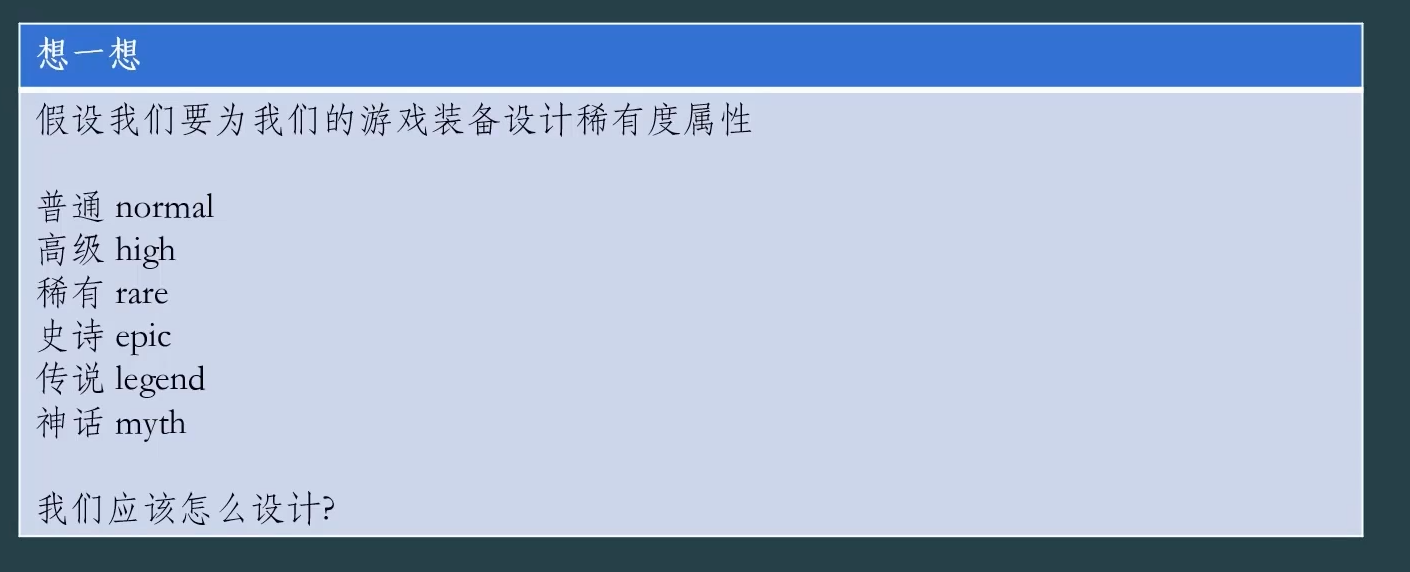 想一想
假设我们要为我们的游戏装备设计稀有度属性
普通 normal
高级 high
稀有 rare
史诗 epic
传说 legend
神话 myth
我们应该怎么设计?